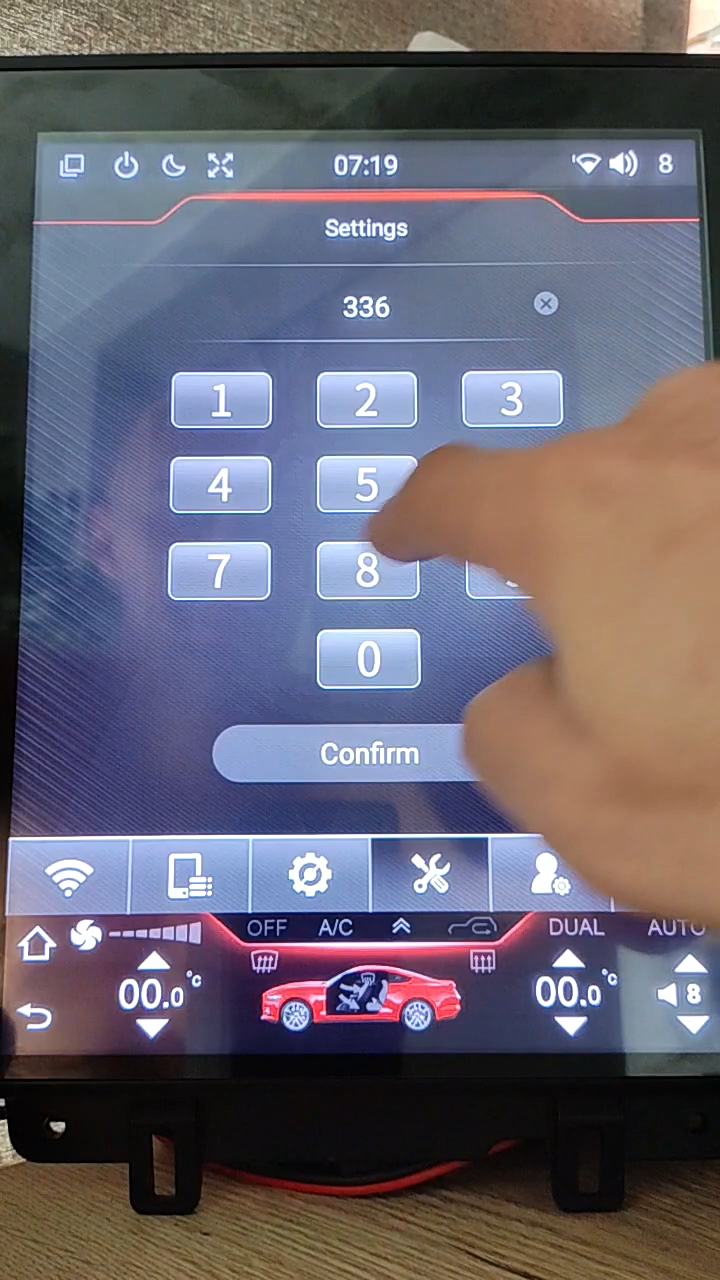 07:19 8
Settings
336
1 2 3
4 5
7 8
0
Confirm
OFF A/C DUAL AUTO
00.0°C 00.0°C 8